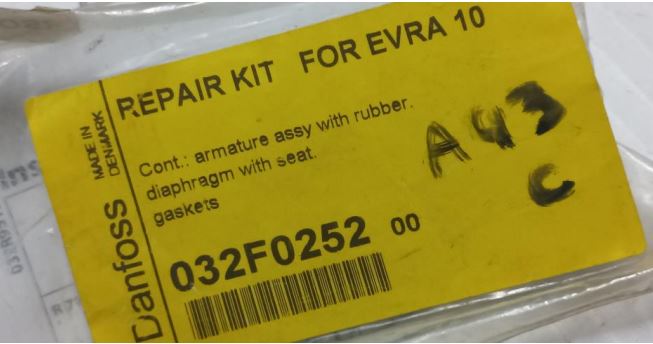 REPAIR KIT FOR EVRA 10
Cont.: armature assy with rubber.
diaphragm with seat.
gaskets
032F0252 00
Danfoss
MADE IN
DENMARK
C